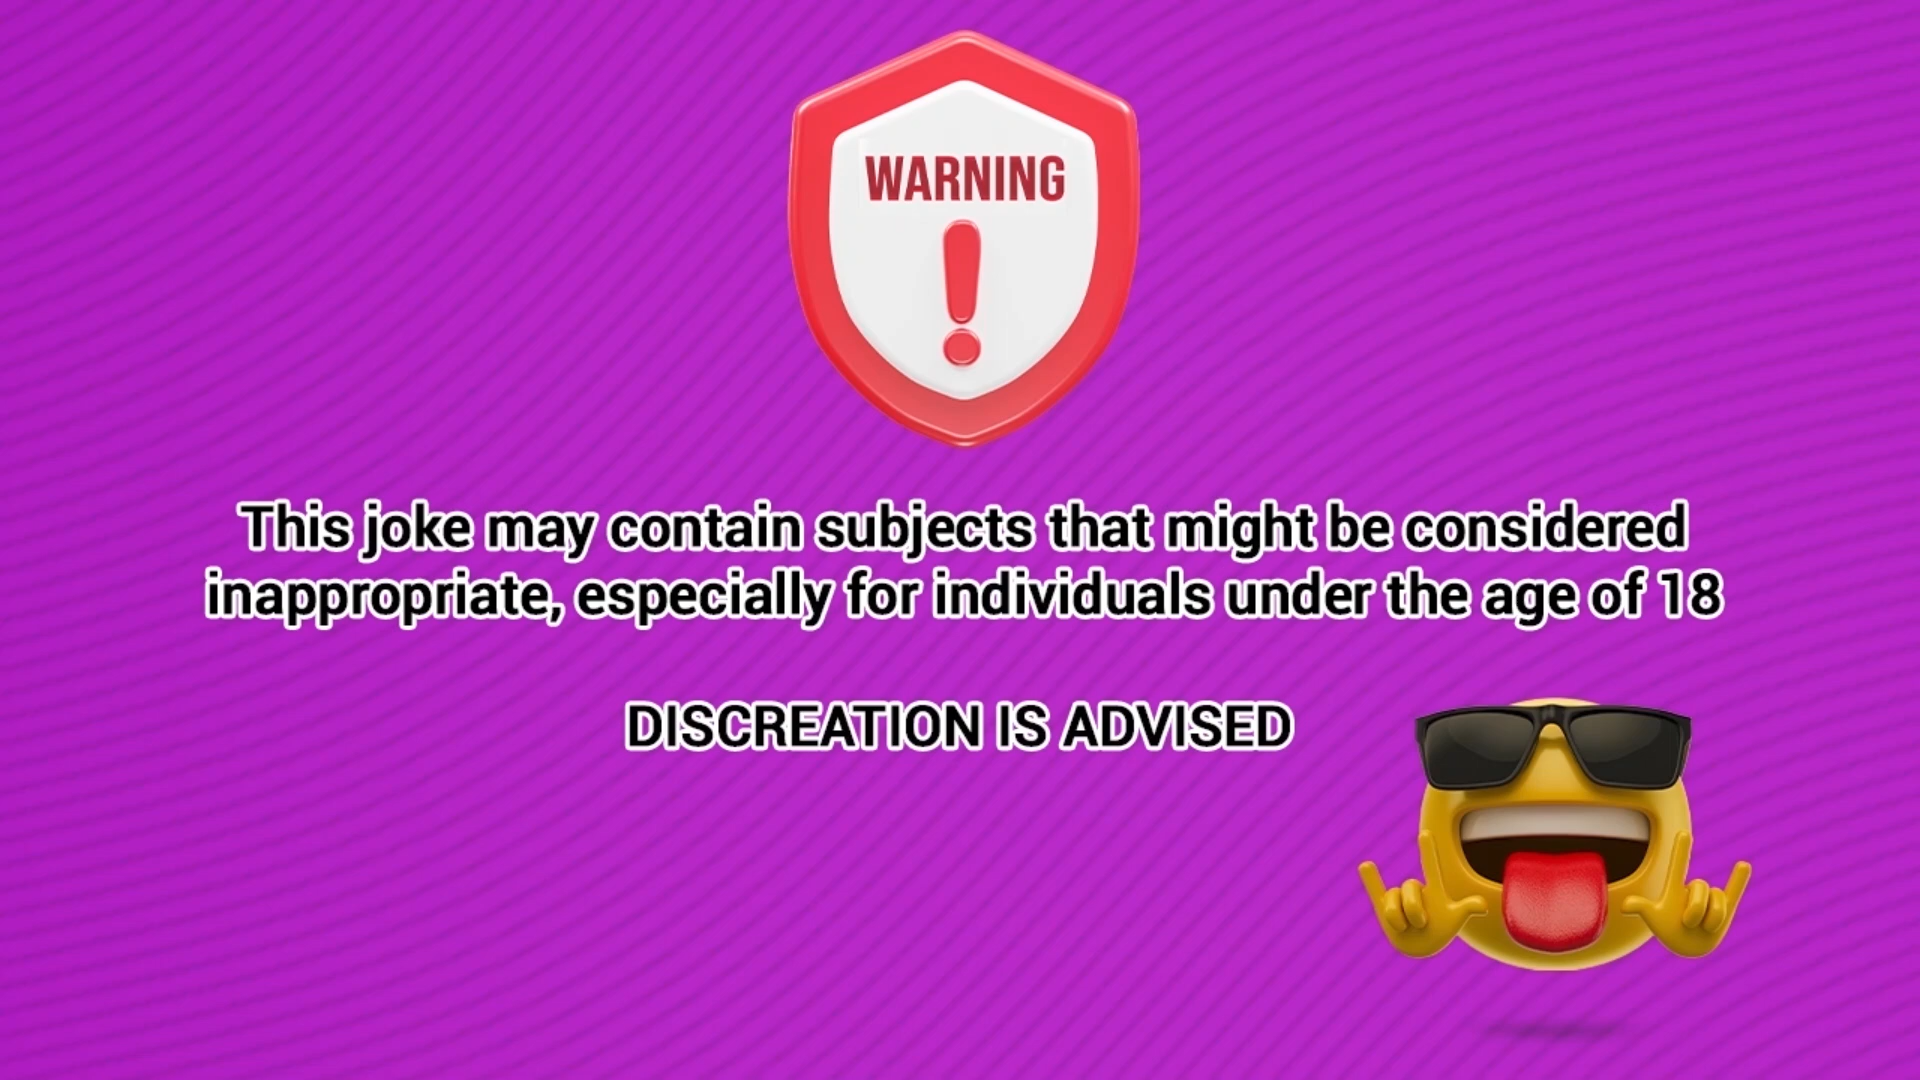 WARNING
This joke may contain subjects that might be considered
inappropriate, especially for individuals under the age of 18
DISCREATION IS ADVISED